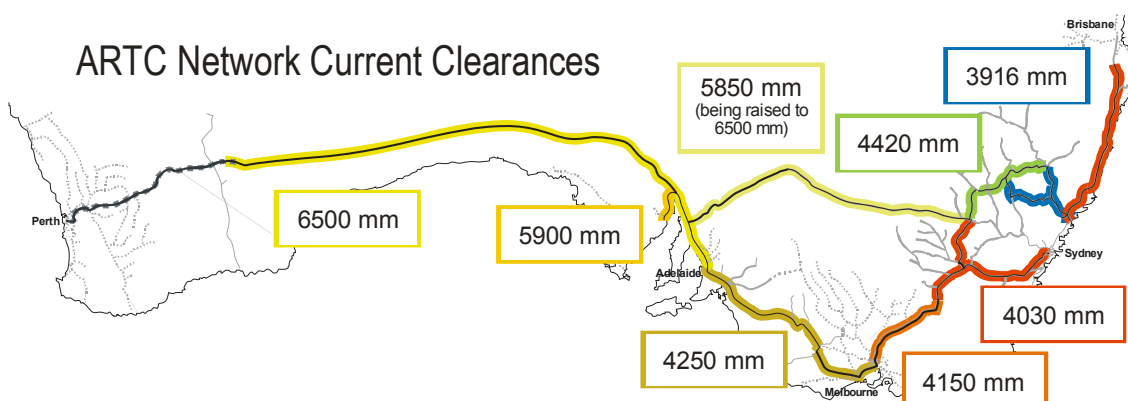 Brisbane
ARTC Network Current Clearances
5850 mm
(being raised to
6500 mm)
3916 mm
4420 mm
Perth
6500 mm
5900 mm
Adelaide
Sydney
4250 mm
4030 mm
4150 mm
Melbourne